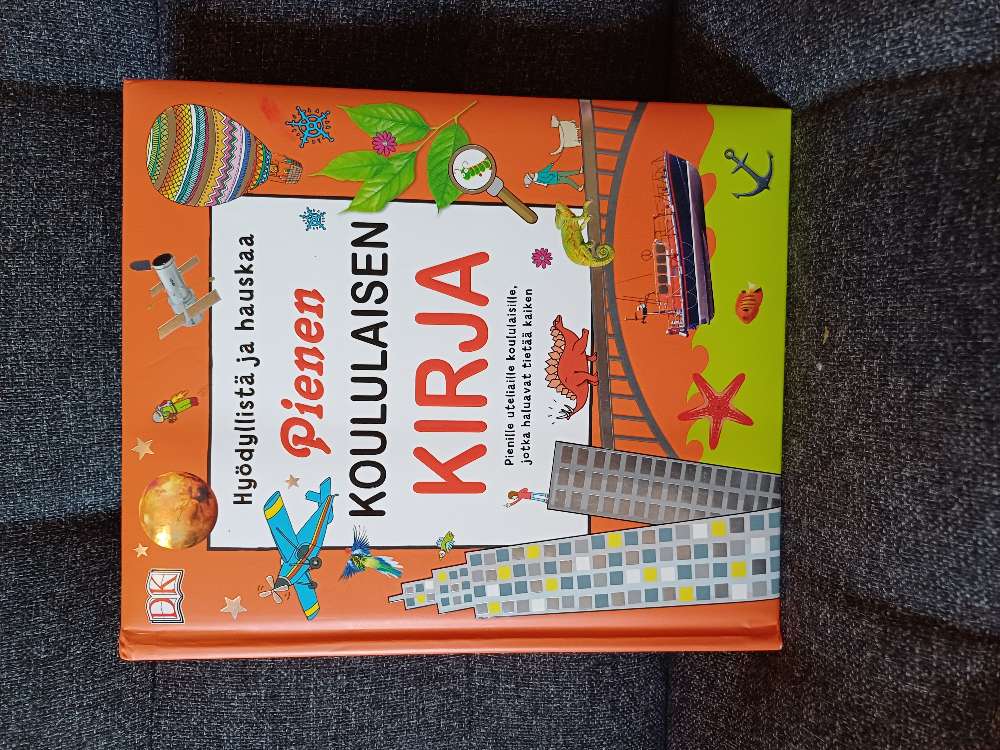 DK
Hyödyllistä ja hauskaa
Pienen
KOULULAISEN
KIRJA
Pienille uteliaille koululaisille,
jotka haluavat tietää kaiken